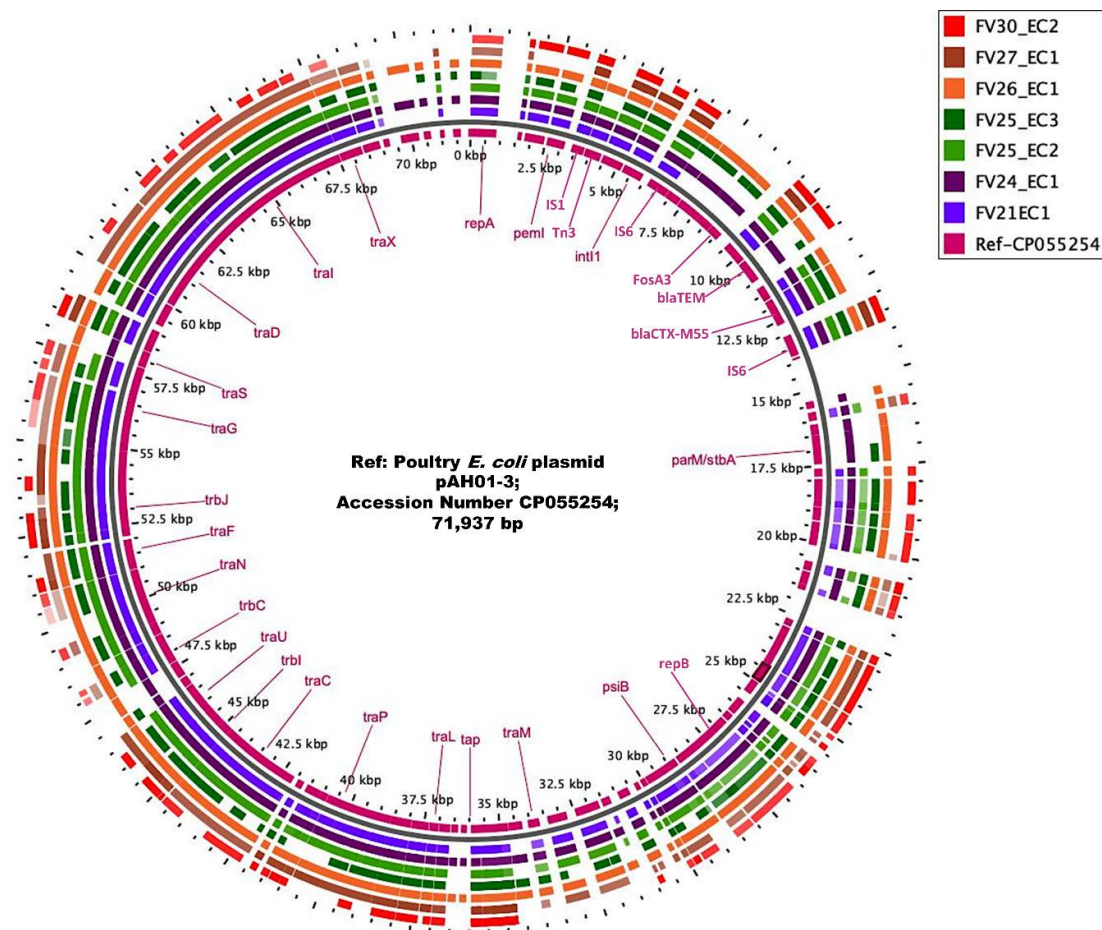 FV30_EC2
FV27_EC1
FV26_EC1
FV25_EC3
FV25_EC2
FV24_EC1
FV21EC1
Ref-CP055254
0 kbp
2.5 kbp
5 kbp
7.5 kbp
10 kbp
12.5 kbp
15 kbp
17.5 kbp
20 kbp
22.5 kbp
25 kbp
27.5 kbp
30 kbp
32.5 kbp
35 kbp
37.5 kbp
40 kbp
42.5 kbp
45 kbp
47.5 kbp
50 kbp
52.5 kbp
55 kbp
57.5 kbp
60 kbp
62.5 kbp
65 kbp
67.5 kbp
70 kbp
repA
pemI
IS1
Tn3
intI1
IS6
FosA3
blaTEM
blaCTX-M55
IS6
parM/stbA
repB
psiB
traM
tap
traL
traP
traC
trbI
traU
trbC
traN
traF
trbJ
traG
traS
traD
traI
traX
Ref: Poultry E. coli plasmid
pAH01-3;
Accession Number CP055254;
71,937 bp